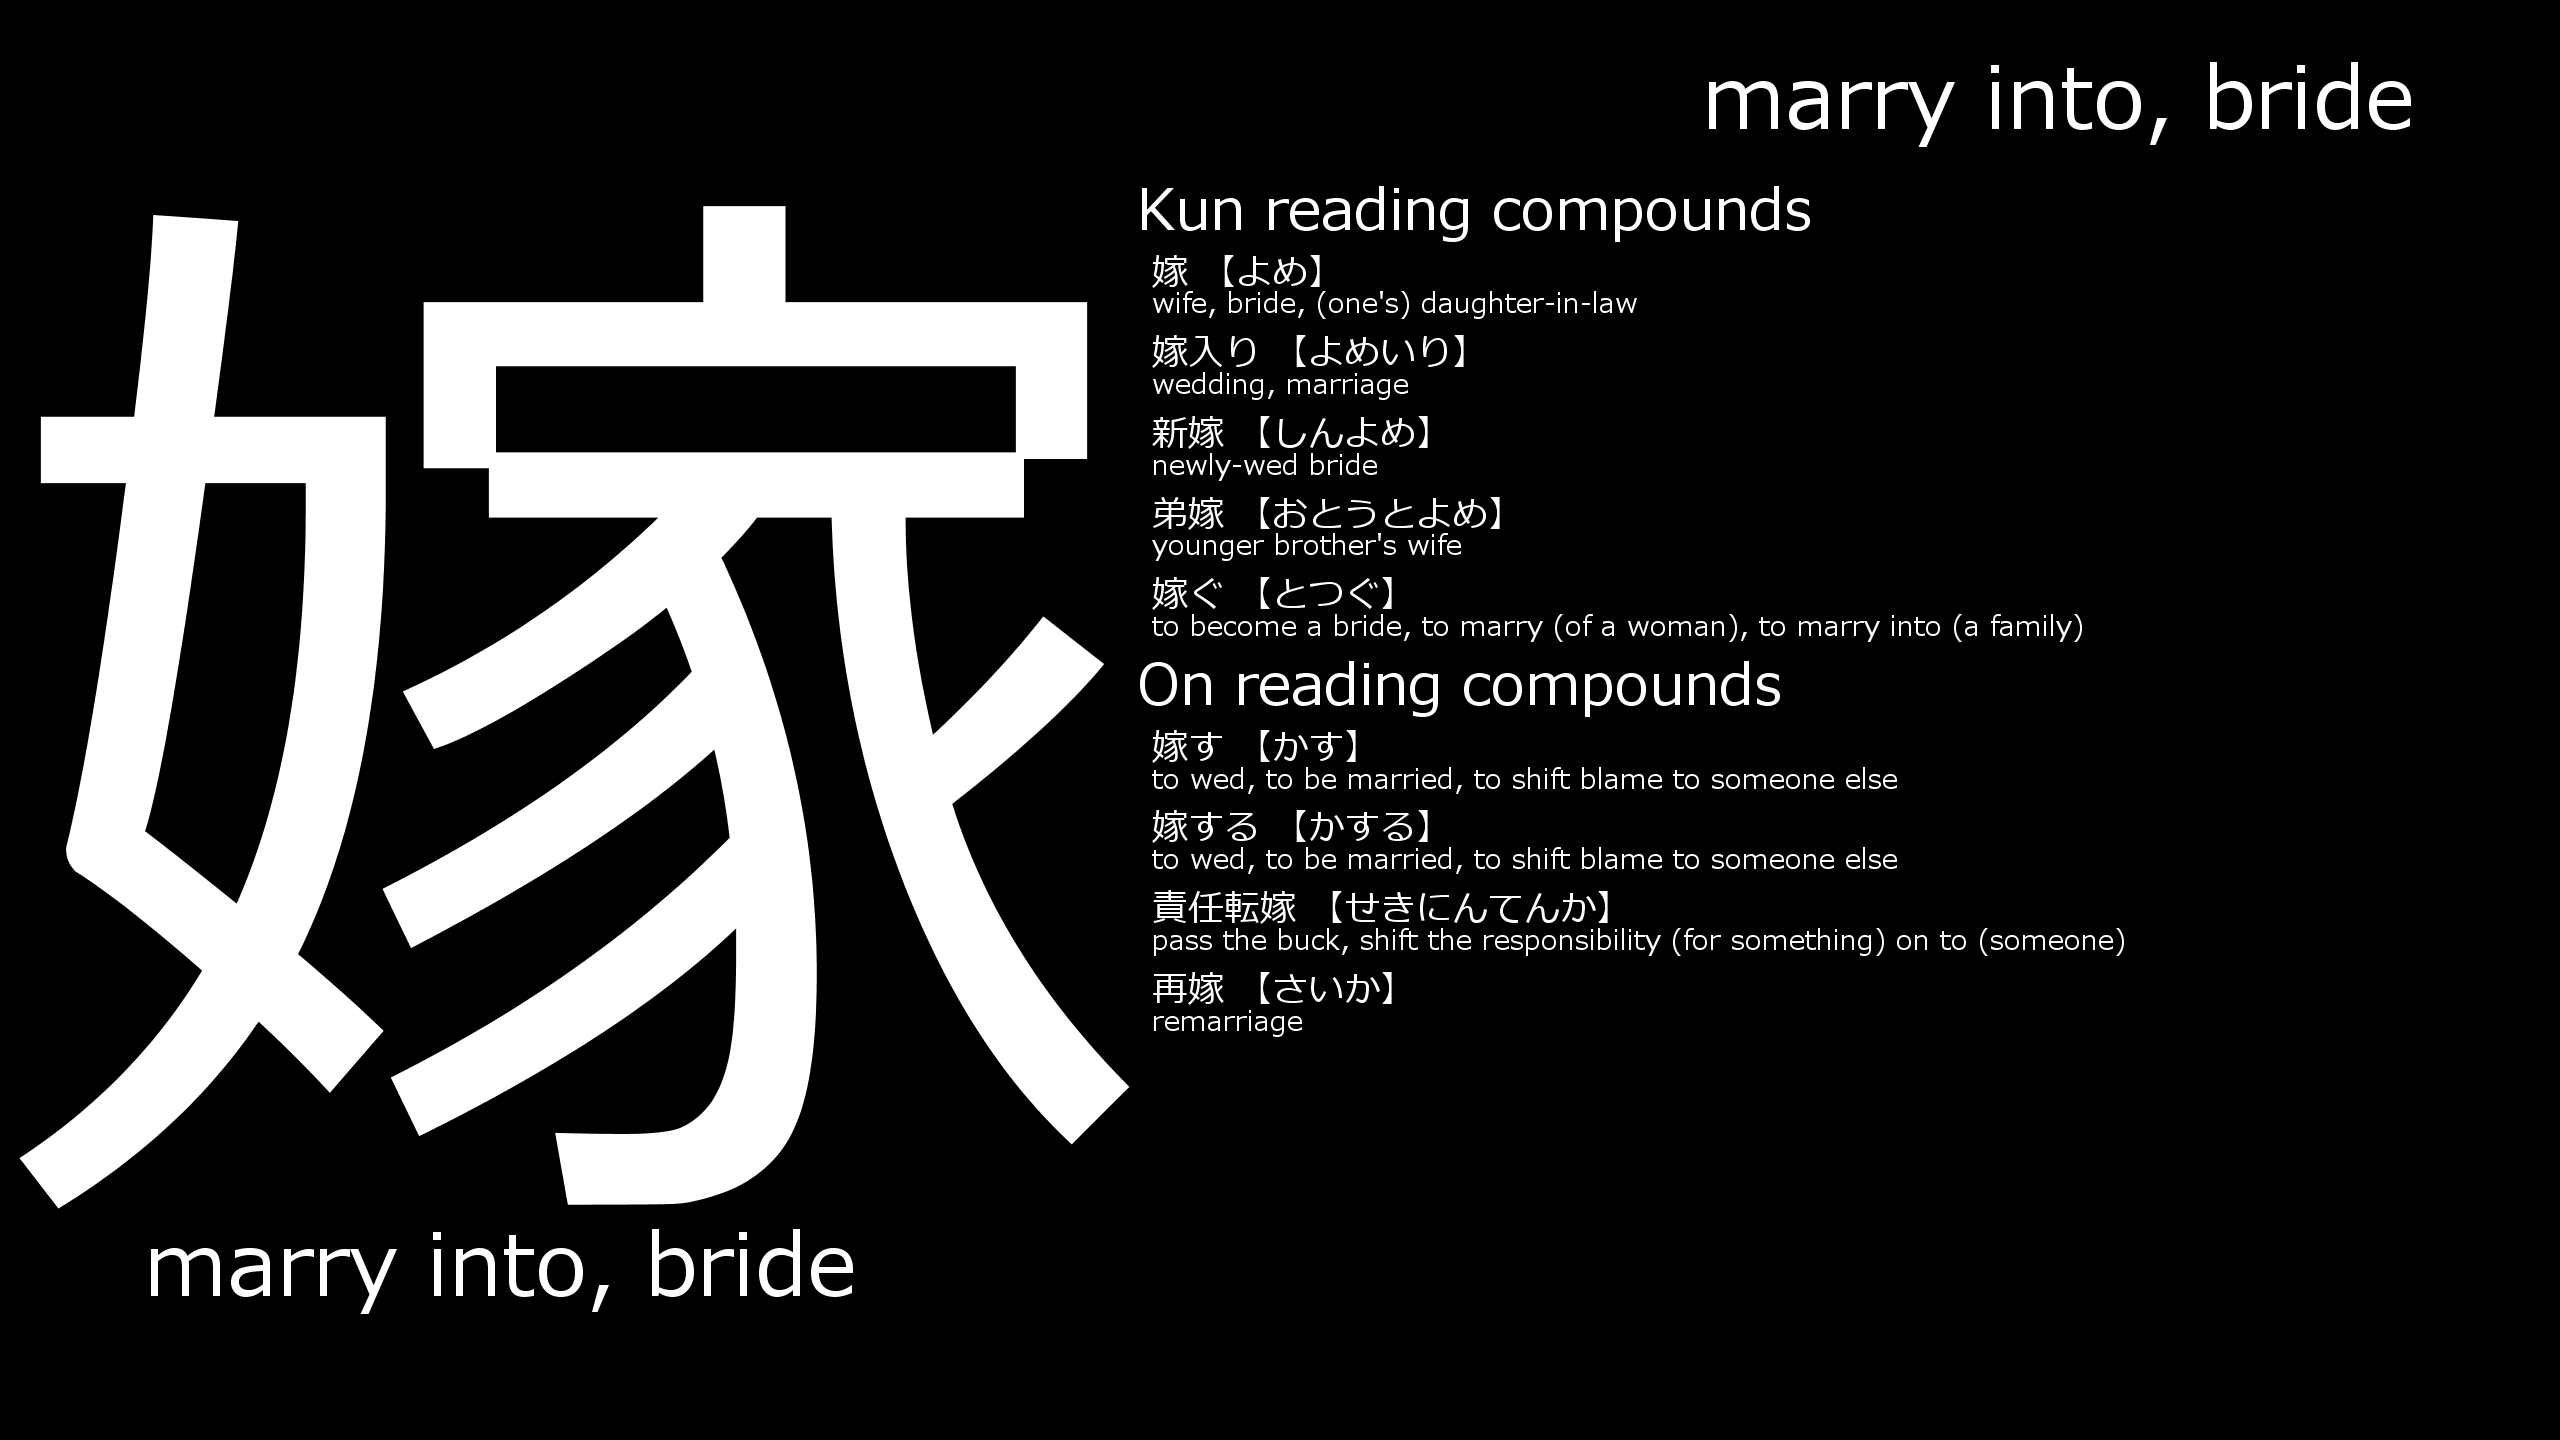 marry into, bride
嫁
Kun reading compounds
嫁 【よめ】
wife, bride, (one's) daughter-in-law
嫁入り 【よめいり】
wedding, marriage
新嫁 【しんよめ】
newly-wed bride
弟嫁 【おとうとよめ】
younger brother's wife
嫁ぐ 【とつぐ】
to become a bride, to marry (of a woman), to marry into (a family)
On reading compounds
嫁す 【かす】
to wed, to be married, to shift blame to someone else
嫁する 【かする】
to wed, to be married, to shift blame to someone else
責任転嫁 【せきにんてんか】
pass the buck, shift the responsibility (for something) on to (someone)
再嫁 【さいか】
remarriage
marry into, bride